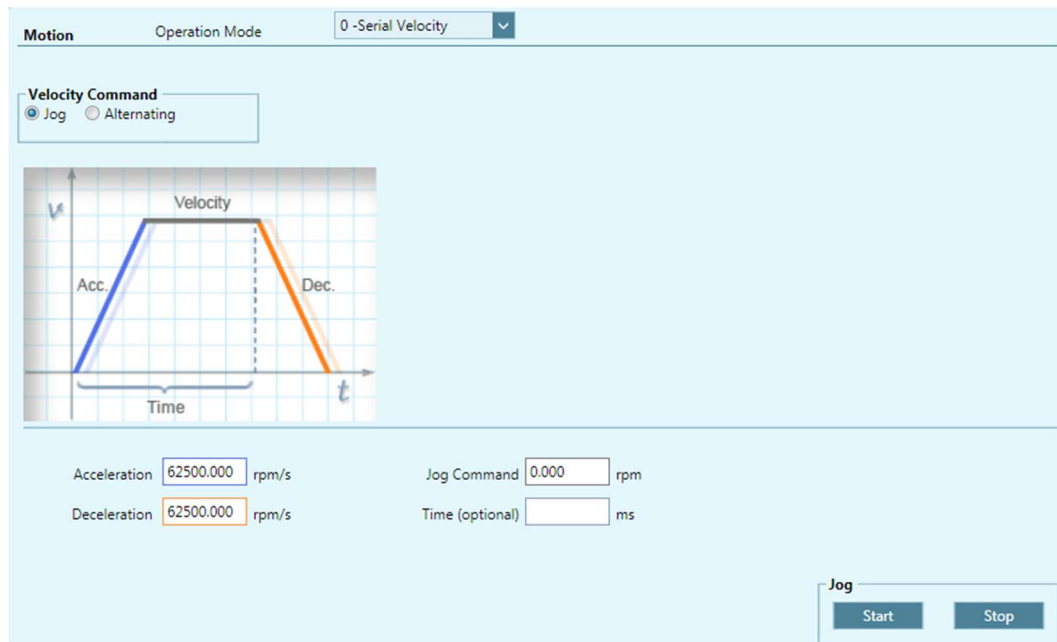 Motion Operation Mode 0 -Serial Velocity
Velocity Command
Jog Alternating
v
Velocity
Acc. Dec.
t
Time
Acceleration 62500.000 rpm/s Jog Command 0.000 rpm
Deceleration 62500.000 rpm/s Time (optional) ms
Jog
Start Stop